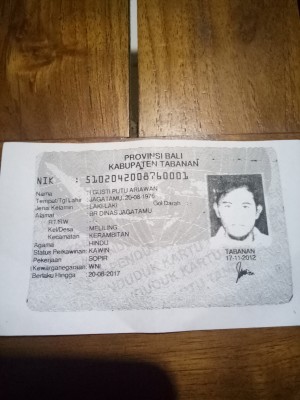 PROVINSI BALI
KABUPATEN TABANAN
NIK : 5102042008760001
Nama : I GUSTI PUTU ARIAWAN
Tempat/Tgl Lahir : JAGATAMU, 20-08-1976
Jenis Kelamin : LAKI-LAKI Gol.Darah
Alamat : BR DINAS JAGATAMU
RT/RW
Kel/Desa : MELILING
Kecamatan : KERAMBITAN
Agama : HINDU
Status Perkawinan : KAWIN
Pekerjaan : SOPIR
Kewarganegaraan : WNI
Berlaku Hingga : 20-08-2017
TABANAN
17-11-2012